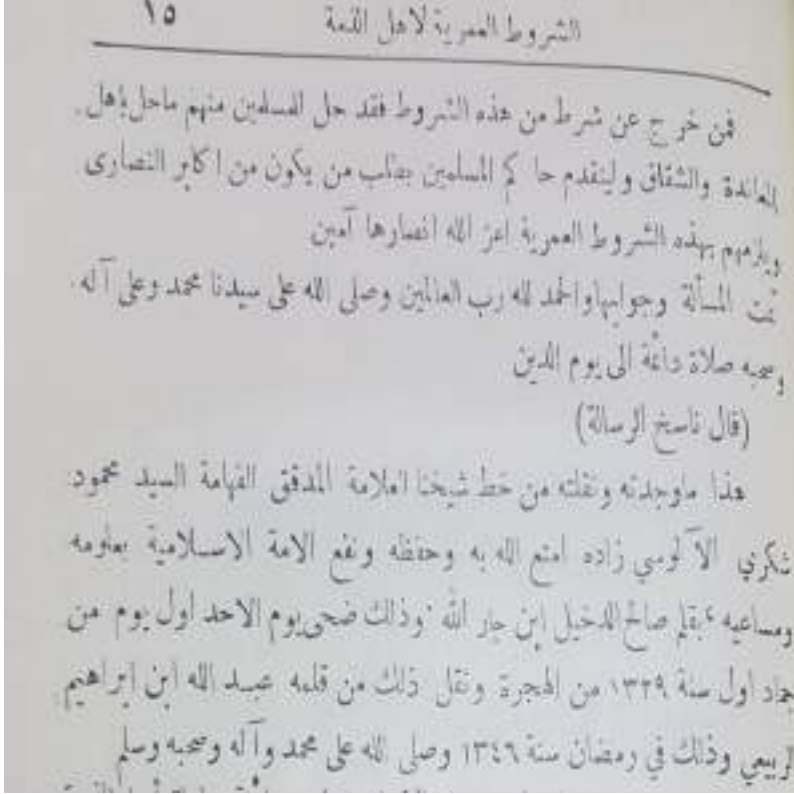 الشروط العمرية لاهل الذمة ١٥
فمن خرج عن شرط من هذه الشروط فقد حل للمسلمين منهم ماحل بأهل
المعاندة والشقاق وليتقدم حاكم المسلمين بطلب من يكون من اكابر النصارى
ويلزمهم بهذه الشروط العمرية اعز الله انصارها آمين
تمت المسألة وجوابها والحمد لله رب العالمين وصلى الله على سيدنا محمد وعلى آله
وصحبه صلاة دائمة الى يوم الدين
(قال ناسخ الرسالة)
هذا ماوجدته ونقلته من خط شيخنا العلامة المدقق الفهامة السيد محمود
شكري الآلوسي زاده امتع الله به وحفظه ونفع الامة الاسلامية بعلومه
ومساعيه بقلم صالح الدخيل ابن جار الله وذلك ضحى يوم الاحد اول يوم من
جماد اول سنة ١٣٢٩ من الهجرة ونقل ذلك من قلمه عبد الله ابن ابراهيم
الربيعي وذلك في رمضان سنة ١٣٤٦ وصلى الله على محمد وآله وصحبه وسلم